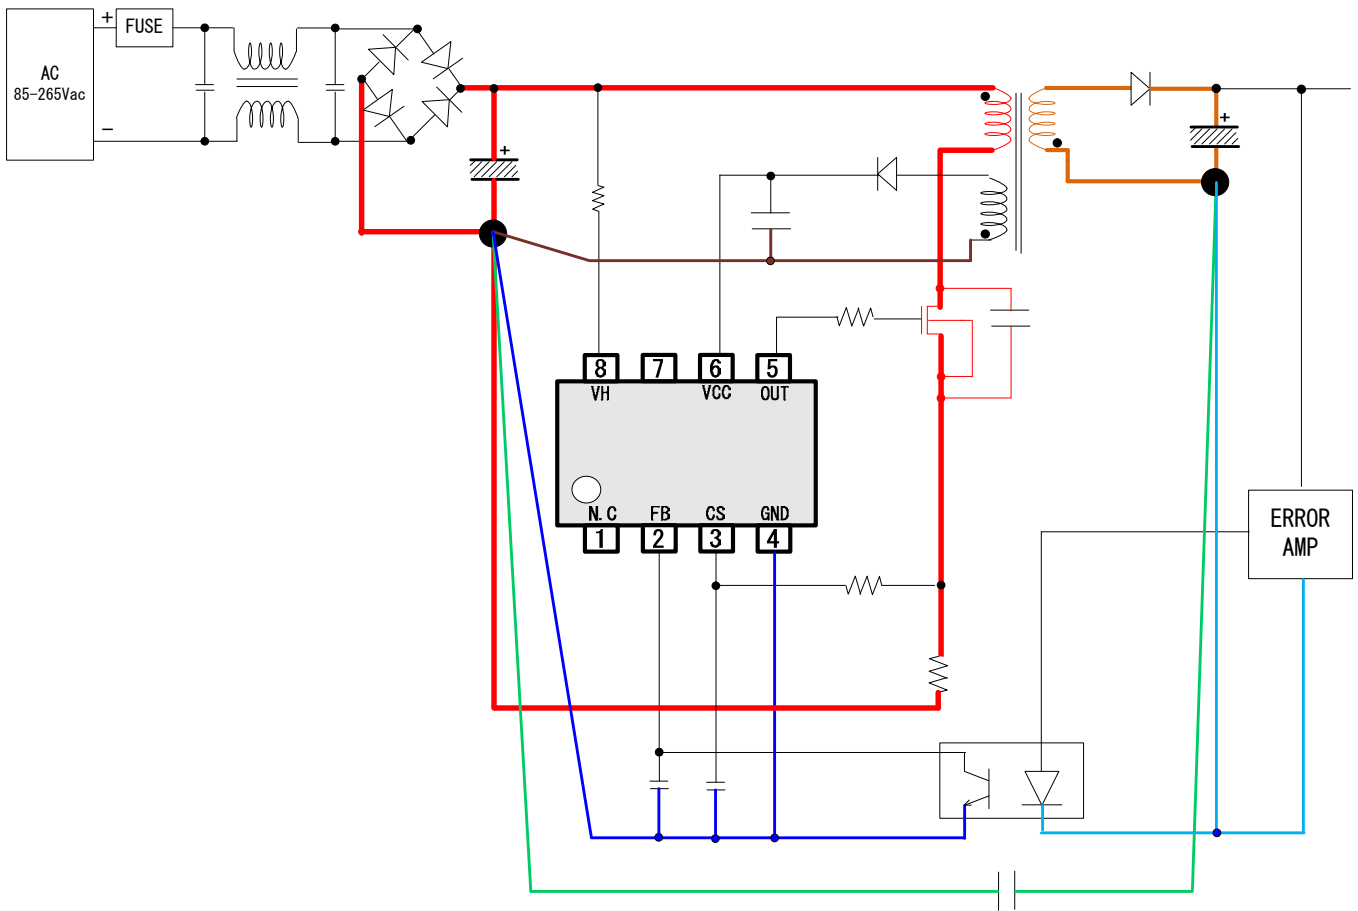 +
FUSE
AC
85-265Vac
−
+
+
8
7
6
5
VH
VCC
OUT
N.C
FB
CS
GND
1
2
3
4
ERROR
AMP